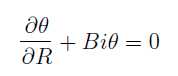 ∂θ/∂R + Biθ = 0